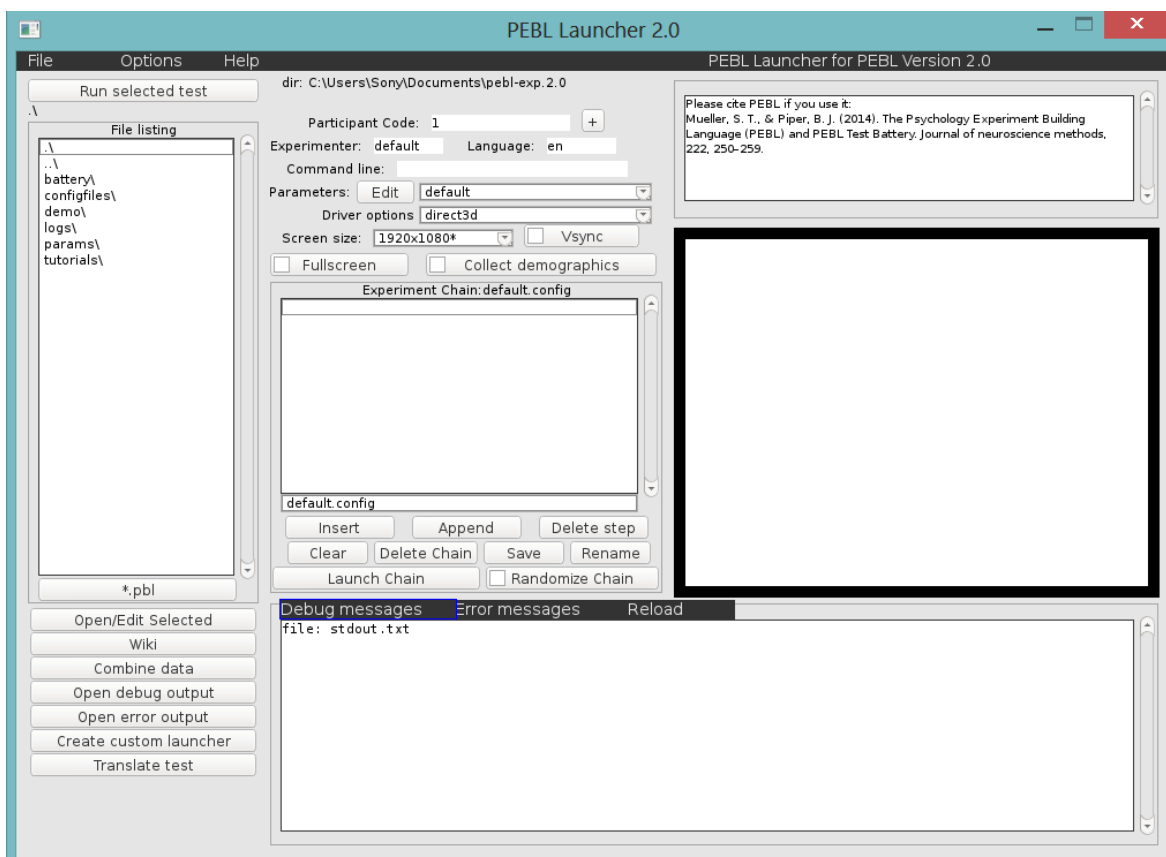 PEBL Launcher 2.0
File Options Help PEBL Launcher for PEBL Version 2.0
Run selected test
.\
File listing
.\
..\
battery\
configfiles\
demo\
logs\
params\
tutorials\
*.pbl
Open/Edit Selected
Wiki
Combine data
Open debug output
Open error output
Create custom launcher
Translate test
dir: C:\Users\Sony\Documents\pebl-exp.2.0
Participant Code: 1 +
Experimenter: default Language: en
Command line:
Parameters: Edit default
Driver options direct3d
Screen size: 1920x1080* Vsync
Fullscreen Collect demographics
Experiment Chain:default.config
default.config
Insert Append Delete step
Clear Delete Chain Save Rename
Launch Chain Randomize Chain
Please cite PEBL if you use it:
Mueller, S. T., & Piper, B. J. (2014). The Psychology Experiment Building
Language (PEBL) and PEBL Test Battery. Journal of neuroscience methods,
222, 250-259.
Debug messages Error messages Reload
file: stdout.txt